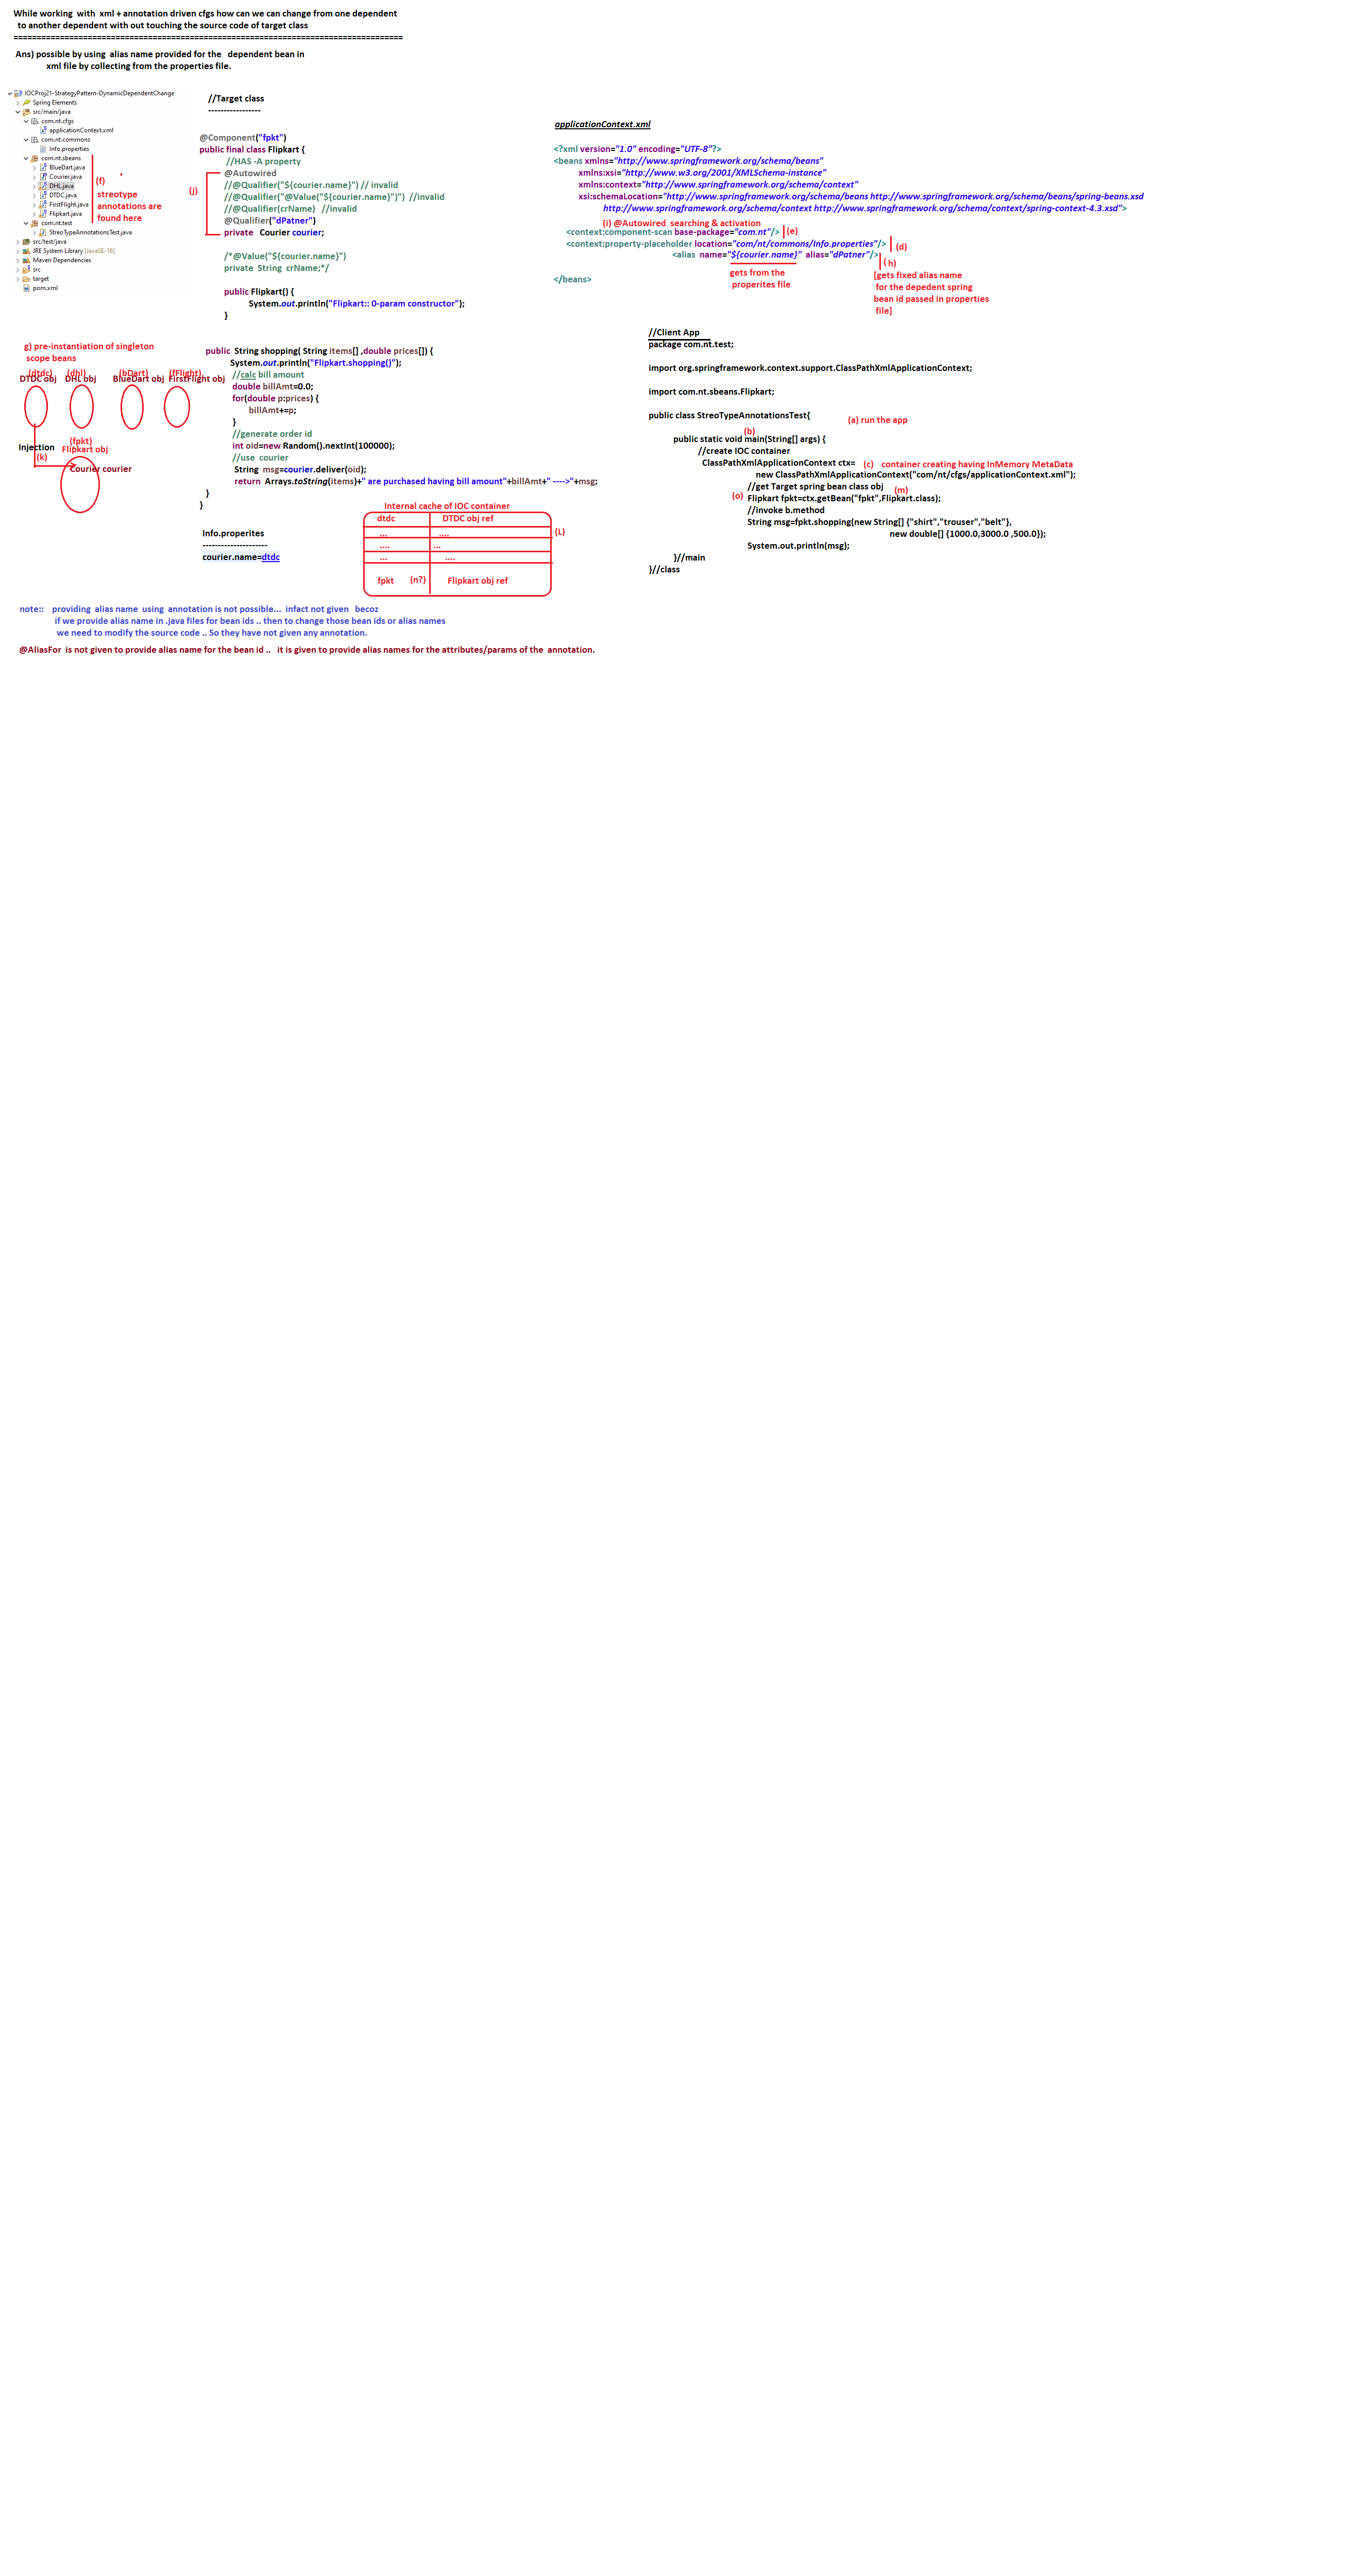 While working  with  xml + annotation driven cfgs how can we can change from one dependent
to another dependent with out touching the source code of target class
====================================================================================
Ans) possible by using  alias name provided for the   dependent bean in
xml file by collecting from the properties file.
IOCProj21-StrategyPattern-DynamicDependentChange
Spring Elements
src/main/java
com.nt.cfgs
applicationContext.xml
com.nt.commons
Info.properties
com.nt.sbeans
BlueDart.java
Courier.java
DHL.java
DTDC.java
FirstFlight.java
Flipkart.java
com.nt.test
StreoTypeAnnotationsTest.java
src/test/java
JRE System Library [JavaSE-16]
Maven Dependencies
src
target
pom.xml
(f)
streotype
annotations are
found here
//Target class
-----------------
@Component("fpkt")
public final class Flipkart {
//HAS -A property
(j)
@Autowired
//@Qualifier("${courier.name}") // invalid
//@Qualifier("@Value("${courier.name}")")  //invalid
//@Qualifier(crName)   //invalid
@Qualifier("dPatner")
private   Courier courier;
/*@Value("${courier.name}")
private  String  crName;*/
public Flipkart() {
System.out.println("Flipkart:: 0-param constructor");
}
public  String shopping( String items[] ,double prices[]) {
System.out.println("Flipkart.shopping()");
//calc bill amount
double billAmt=0.0;
for(double p:prices) {
billAmt+=p;
}
//generate order id
int oid=new Random().nextInt(100000);
//use  courier
String  msg=courier.deliver(oid);
return  Arrays.toString(items)+" are purchased having bill amount"+billAmt+" ---->"+msg;
}
}
applicationContext.xml
<?xml version="1.0" encoding="UTF-8"?>
<beans xmlns="http://www.springframework.org/schema/beans"
xmlns:xsi="http://www.w3.org/2001/XMLSchema-instance"
xmlns:context="http://www.springframework.org/schema/context"
xsi:schemaLocation="http://www.springframework.org/schema/beans http://www.springframework.org/schema/beans/spring-beans.xsd
http://www.springframework.org/schema/context http://www.springframework.org/schema/context/spring-context-4.3.xsd">
(i) @Autowired  searching & activation
<context:component-scan base-package="com.nt"/> (e)
<context:property-placeholder location="com/nt/commons/Info.properties"/> (d)
<alias  name="${courier.name}"  alias="dPatner"/>
( h)
gets from the
properites file
[gets fixed alias name
for the depedent spring
bean id passed in properties
file]
</beans>
g) pre-instantiation of singleton
scope beans
(dtdc) (dhl) (bDart) (fFlight)
DTDC obj DHL obj BlueDart obj FirstFlight obj
Injection
(k)
(fpkt)
Flipkart obj
Courier courier
Info.properites
---------------------
courier.name=dtdc
Internal cache of IOC container
dtdc DTDC obj ref
(L)
... ....
.... ...
... ....
fpkt (n?) Flipkart obj ref
//Client App
package com.nt.test;
import org.springframework.context.support.ClassPathXmlApplicationContext;
import com.nt.sbeans.Flipkart;
public class StreoTypeAnnotationsTest{
(a) run the app
(b)
public static void main(String[] args) {
//create IOC container
ClassPathXmlApplicationContext ctx= (c)   container creating having InMemory MetaData
new ClassPathXmlApplicationContext("com/nt/cfgs/applicationContext.xml");
//get Target spring bean class obj (m)
(o) Flipkart fpkt=ctx.getBean("fpkt",Flipkart.class);
//invoke b.method
String msg=fpkt.shopping(new String[] {"shirt","trouser","belt"},
new double[] {1000.0,3000.0 ,500.0});
System.out.println(msg);
}//main
}//class
note::   providing  alias name  using  annotation is not possible...  infact not given   becoz
if we provide alias name in .java files for bean ids .. then to change those bean ids or alias names
we need to modify the source code .. So they have not given any annotation.
@AliasFor  is not given to provide alias name for the bean id ..   it is given to provide alias names for the attributes/params of the  annotation.